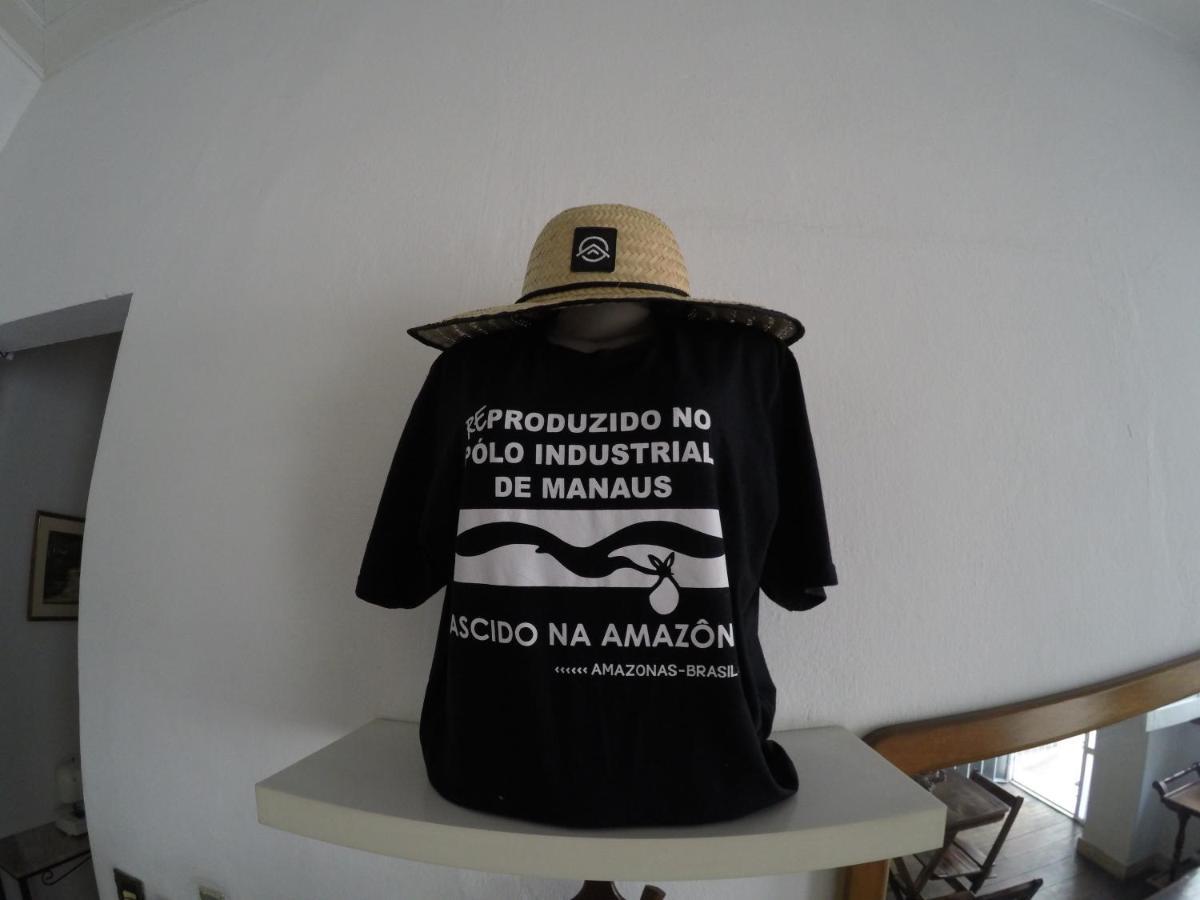 REPRODUZIDO NO
PÓLO INDUSTRIAL
DE MANAUS
ASCIDO NA AMAZÔN
‹‹‹‹‹‹ AMAZONAS-BRASIL